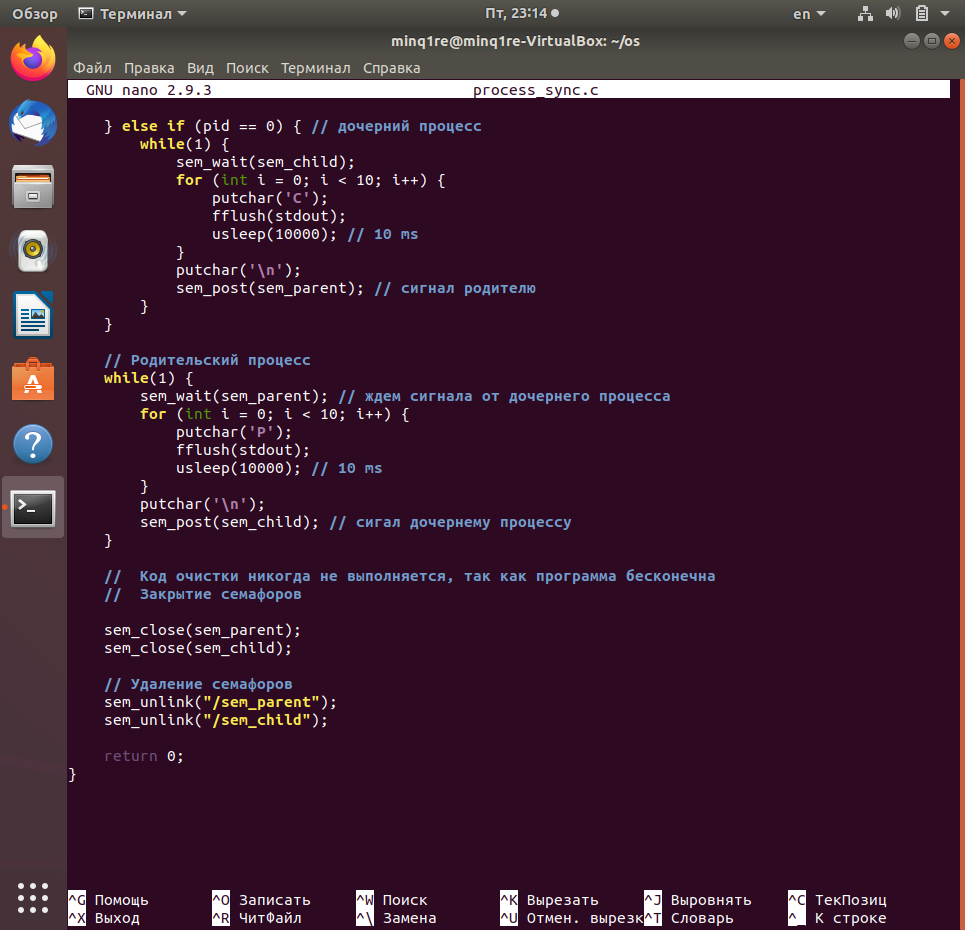 Обзор Терминал Пт, 23:14 en
minq1re@minq1re-VirtualBox: ~/os
Файл Правка Вид Поиск Терминал Справка
GNU nano 2.9.3 process_sync.c
} else if (pid == 0) { // дочерний процесс
while(1) {
sem_wait(sem_child);
for (int i = 0; i < 10; i++) {
putchar('C');
fflush(stdout);
usleep(10000); // 10 ms
}
putchar('\n');
sem_post(sem_parent); // сигнал родителю
}
}
// Родительский процесс
while(1) {
sem_wait(sem_parent); // ждем сигнала от дочернего процесса
for (int i = 0; i < 10; i++) {
putchar('P');
fflush(stdout);
usleep(10000); // 10 ms
}
putchar('\n');
sem_post(sem_child); // сигал дочернему процессу
}
// Код очистки никогда не выполняется, так как программа бесконечна
// Закрытие семафоров
sem_close(sem_parent);
sem_close(sem_child);
// Удаление семафоров
sem_unlink("/sem_parent");
sem_unlink("/sem_child");
return 0;
}
^G Помощь ^O Записать ^W Поиск ^K Вырезать ^J Выровнять ^C ТекПозиц
^X Выход ^R ЧитФайл ^\ Замена ^U Отмен. вырезк ^T Словарь ^_ К строке